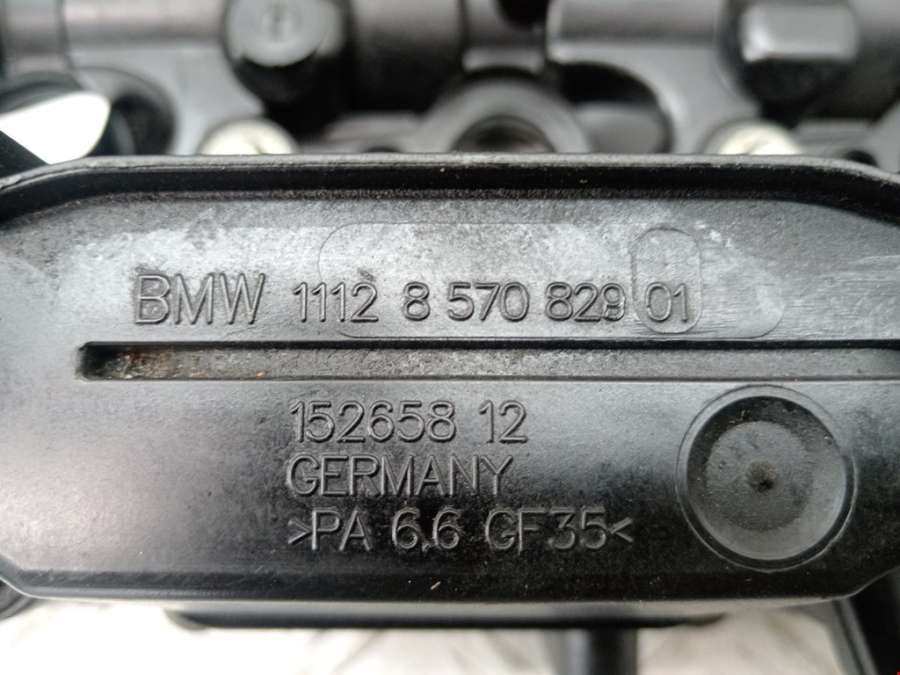 BMW 1112 8 570 829 01
152658 12
GERMANY
>PA 6.6 GF35<